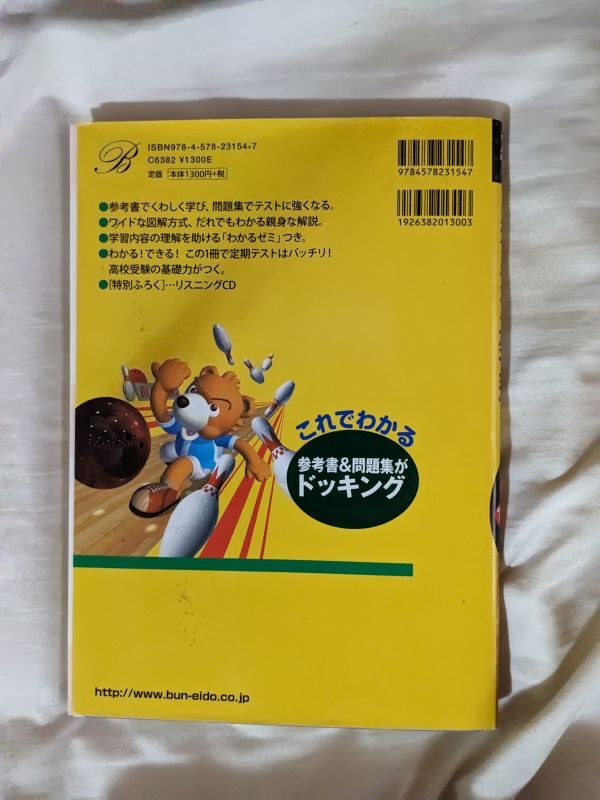 B
ISBN978-4-578-23154-7
C6382 ¥1300E
定価 本体1300円+税
9784578231547
1926382013003
●参考書でくわしく学び、問題集でテストに強くなる。
●ワイドな図解方式、だれでもわかる親身な解説。
●学習内容の理解を助ける「わかるゼミ」つき。
●わかる!できる! この1冊で定期テストはバッチリ!
高校受験の基礎力がつく。
●[特別ふろく]…リスニングCD
これでわかる
参考書&問題集が
ドッキング
http://www.bun-eido.co.jp